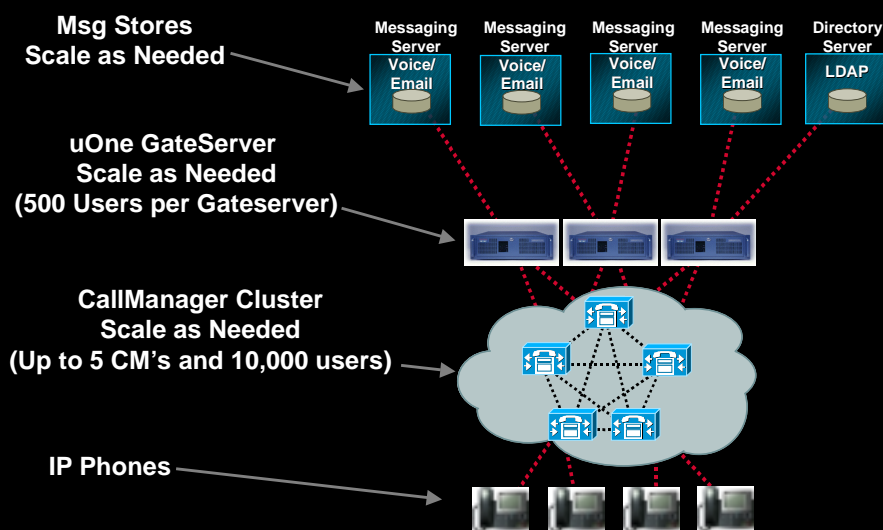 Msg Stores
Scale as Needed
Messaging
Server
Voice/
Email
Messaging
Server
Voice/
Email
Messaging
Server
Voice/
Email
Messaging
Server
Voice/
Email
Directory
Server
LDAP
uOne GateServer
Scale as Needed
(500 Users per Gateserver)
CallManager Cluster
Scale as Needed
(Up to 5 CM’s and 10,000 users)
IP Phones